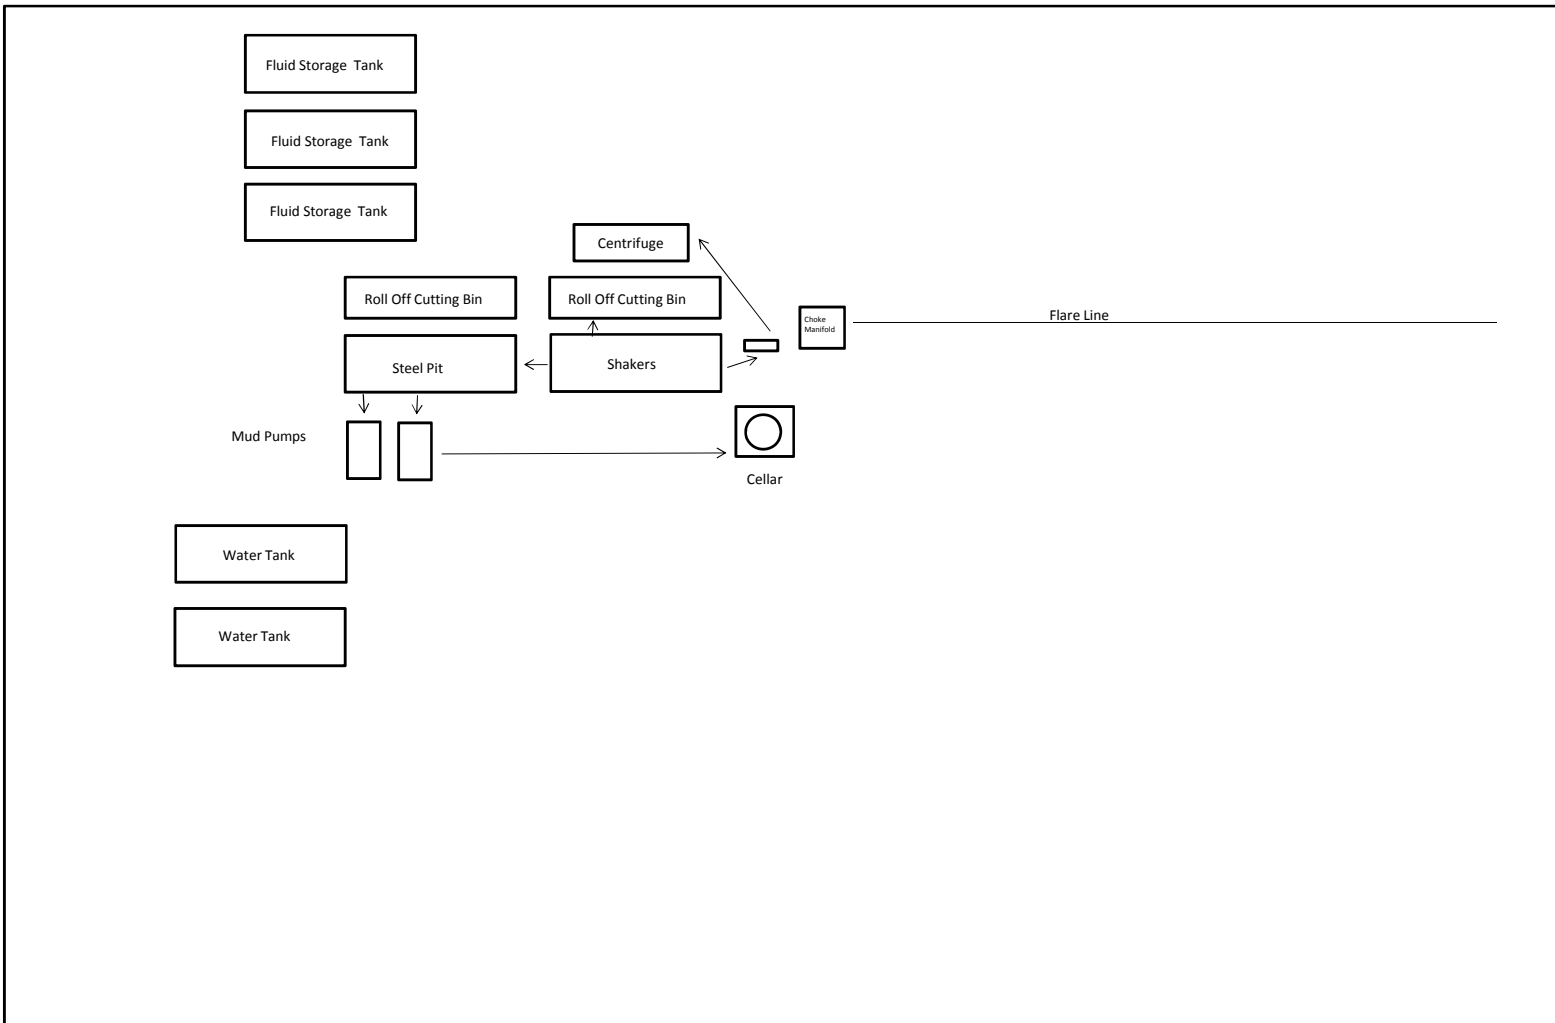 Fluid Storage Tank
Fluid Storage Tank
Fluid Storage Tank
Centrifuge
Roll Off Cutting Bin
Roll Off Cutting Bin
Choke
Manifold
Flare Line
Steel Pit
Shakers
Mud Pumps
Cellar
Water Tank
Water Tank